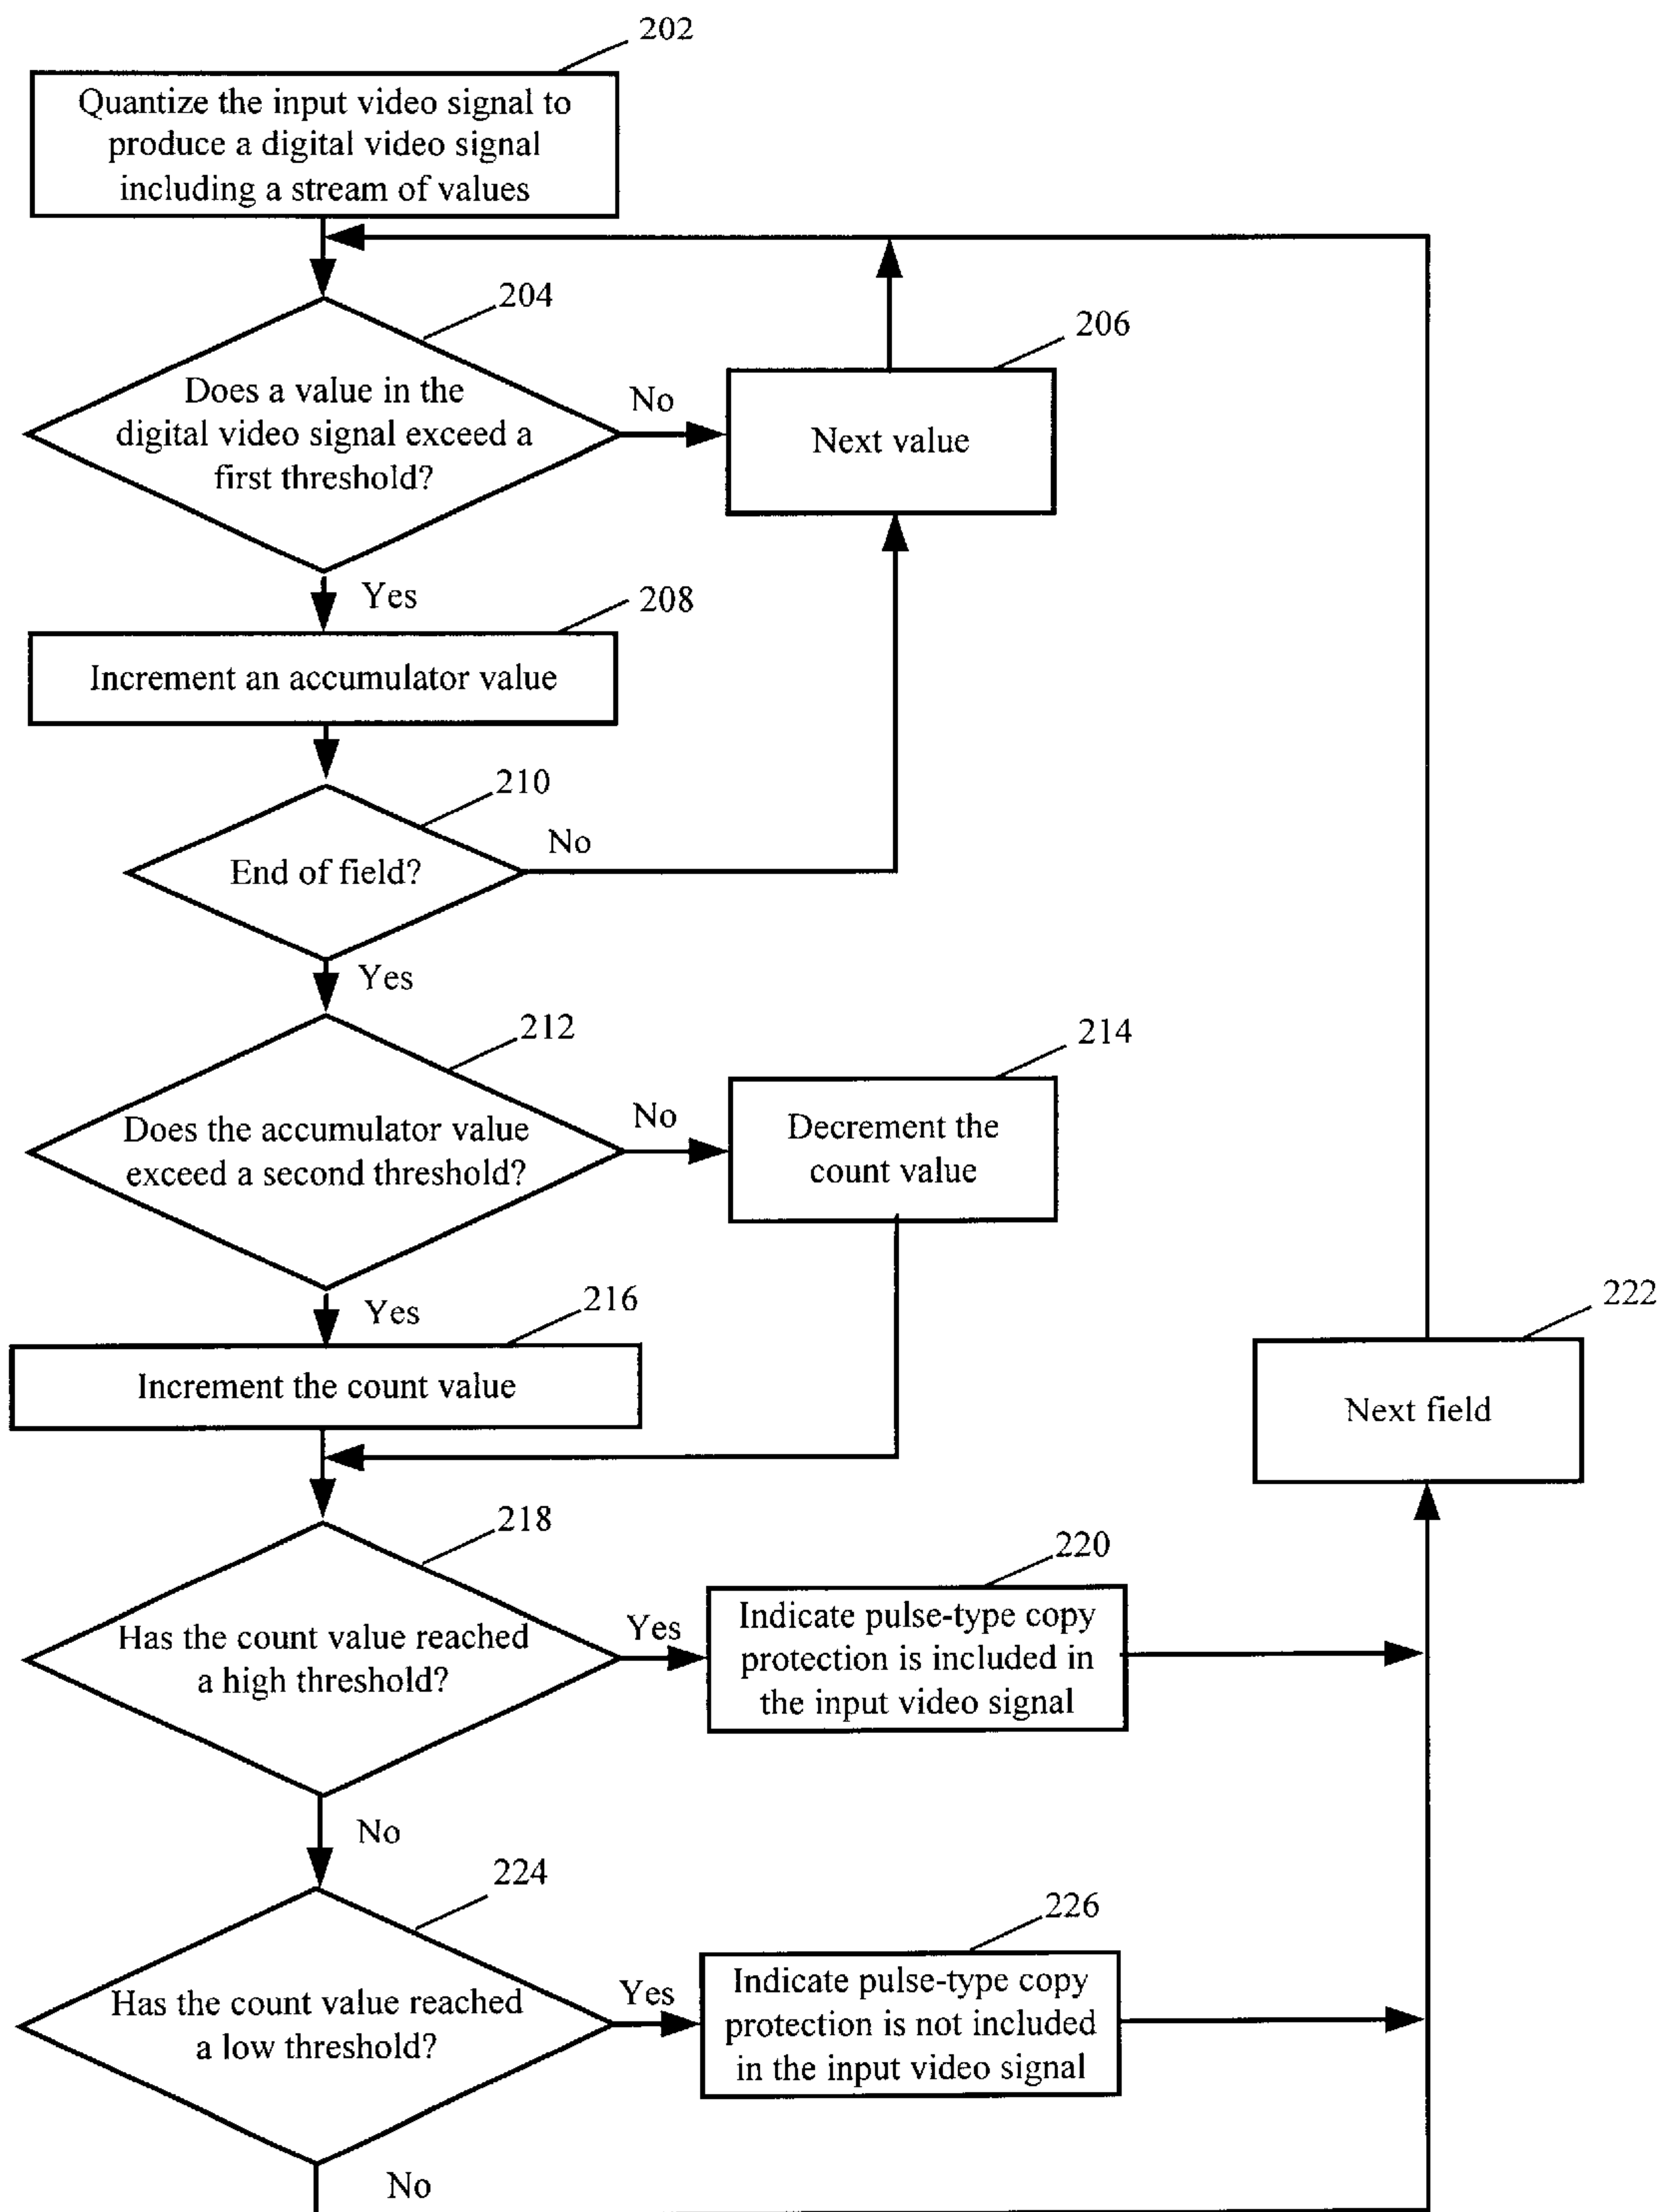 202
Quantize the input video signal to
produce a digital video signal
including a stream of values
204
Does a value in the
digital video signal exceed a
first threshold?
No
206
Next value
Yes
208
Increment an accumulator value
210
End of field?
No
Yes
212
Does the accumulator value
exceed a second threshold?
No
214
Decrement the
count value
Yes
216
Increment the count value
222
Next field
218
Has the count value reached
a high threshold?
Yes
220
Indicate pulse-type copy
protection is included in
the input video signal
No
224
Has the count value reached
a low threshold?
Yes
226
Indicate pulse-type copy
protection is not included
in the input video signal
No